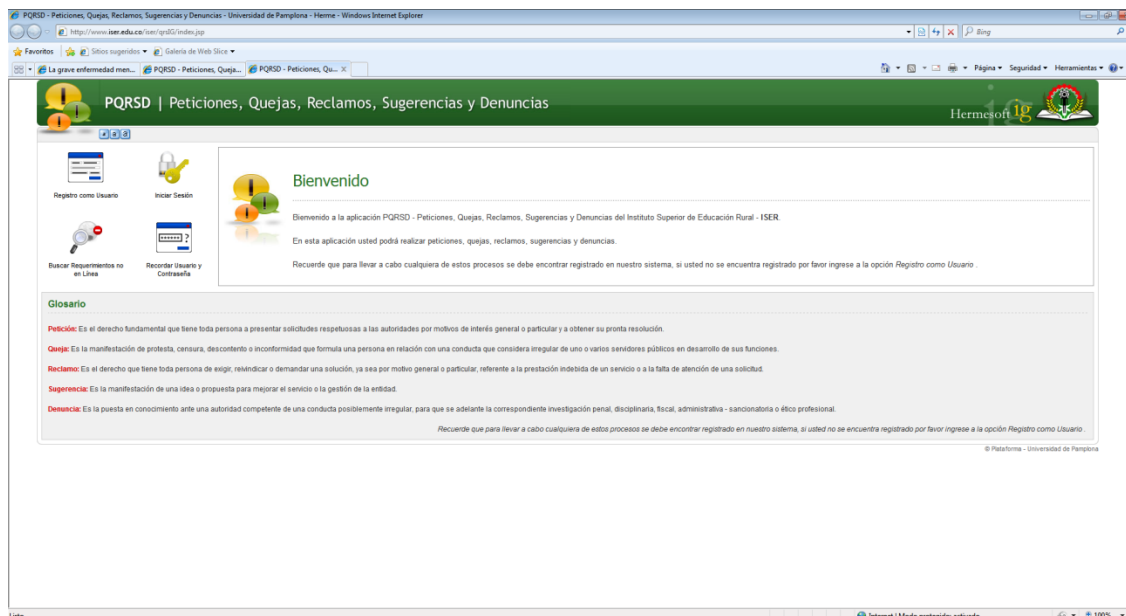 PQRSD - Peticiones, Quejas, Reclamos, Sugerencias y Denuncias - Universidad de Pamplona - Herme - Windows Internet Explorer
http://www.iser.edu.co/iser/qrdIG/index.jsp
Bing
Favoritos Sitios sugeridos Galería de Web Slice
La grave enfermedad men... PQRSD - Peticiones, Queja... PQRSD - Peticiones, Qu... X
Página Seguridad Herramientas
PQRSD | Peticiones, Quejas, Reclamos, Sugerencias y Denuncias
Hermesoft ig
a a a
Registro como Usuario
Iniciar Sesión
Buscar Requerimientos no
en Línea
Recordar Usuario y
Contraseña
Bienvenido
Bienvenido a la aplicación PQRSD - Peticiones, Quejas, Reclamos, Sugerencias y Denuncias del Instituto Superior de Educación Rural - ISER.
En esta aplicación usted podrá realizar peticiones, quejas, reclamos, sugerencias y denuncias.
Recuerde que para llevar a cabo cualquiera de estos procesos se debe encontrar registrado en nuestro sistema, si usted no se encuentra registrado por favor ingrese a la opción Registro como Usuario .
Glosario
Petición: Es el derecho fundamental que tiene toda persona a presentar solicitudes respetuosas a las autoridades por motivos de interés general o particular y a obtener su pronta resolución.
Queja: Es la manifestación de protesta, censura, descontento o inconformidad que formula una persona en relación con una conducta que considera irregular de uno o varios servidores públicos en desarrollo de sus funciones.
Reclamo: Es el derecho que tiene toda persona de exigir, reivindicar o demandar una solución, ya sea por motivo general o particular, referente a la prestación indebida de un servicio o a la falta de atención de una solicitud.
Sugerencia: Es la manifestación de una idea o propuesta para mejorar el servicio o la gestión de la entidad.
Denuncia: Es la puesta en conocimiento ante una autoridad competente de una conducta posiblemente irregular, para que se adelante la correspondiente investigación penal, disciplinaria, fiscal, administrativa - sancionatoria o ético profesional.
Recuerde que para llevar a cabo cualquiera de estos procesos se debe encontrar registrado en nuestro sistema, si usted no se encuentra registrado por favor ingrese a la opción Registro como Usuario .
© Plataforma - Universidad de Pamplona
Listo
Internet | Modo protegido: activado
100%